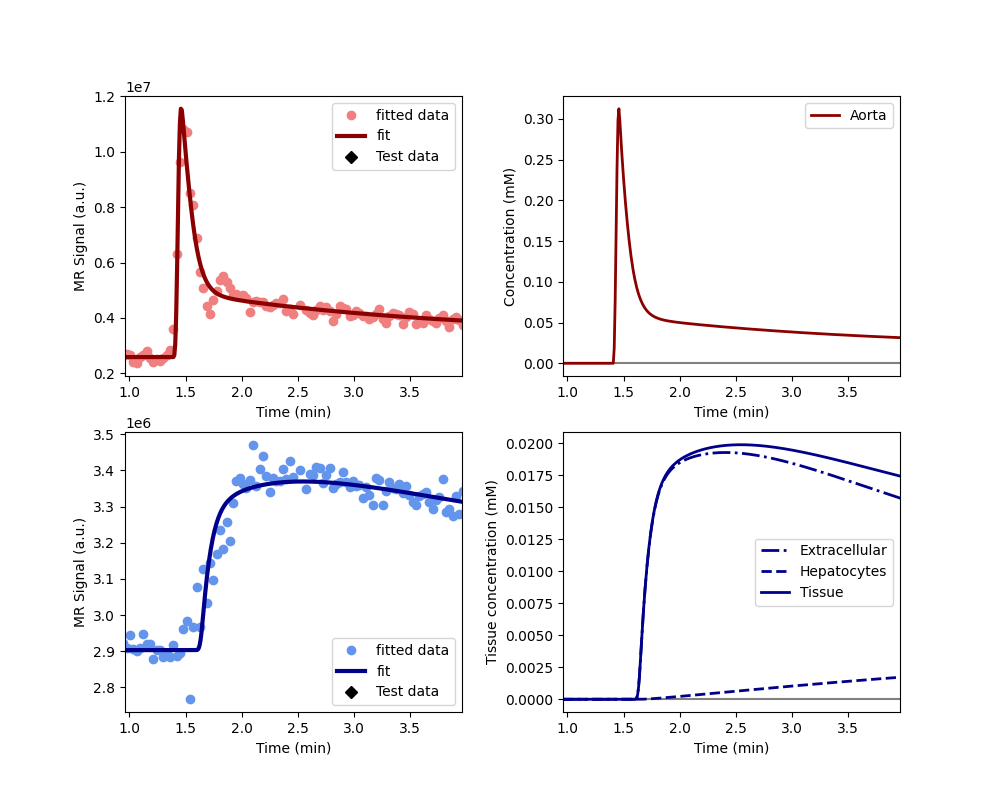 1e7
1.2
1.0
0.8
0.6
0.4
0.2
MR Signal (a.u.)
fitted data
fit
Test data
1.0 1.5 2.0 2.5 3.0 3.5
Time (min)
0.30
0.25
0.20
0.15
0.10
0.05
0.00
Concentration (mM)
Aorta
1.0 1.5 2.0 2.5 3.0 3.5
Time (min)
1e6
3.5
3.4
3.3
3.2
3.1
3.0
2.9
2.8
MR Signal (a.u.)
fitted data
fit
Test data
1.0 1.5 2.0 2.5 3.0 3.5
Time (min)
0.0200
0.0175
0.0150
0.0125
0.0100
0.0075
0.0050
0.0025
0.0000
Tissue concentration (mM)
Extracellular
Hepatocytes
Tissue
1.0 1.5 2.0 2.5 3.0 3.5
Time (min)